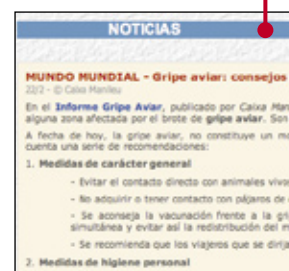 NOTICIAS
MUNDO MUNDIAL - Gripe aviar: consejos
22/2 - © Caixa Manlleu
En el Informe Gripe Aviar, publicado por Caixa Man
alguna zona afectada por el brote de gripe aviar. Son
A fecha de hoy, la gripe aviar, no constituye un mo
cuenta una serie de recomendaciones:
1. Medidas de carácter general
- Evitar el contacto directo con animales vivos
- No adquirir o tener contacto con pájaros de
- Se aconseja la vacunación frente a la gri
simultánea y evitar así la redistribución del m
- Se recomienda que los viajeros que se dirija
2. Medidas de higiene personal